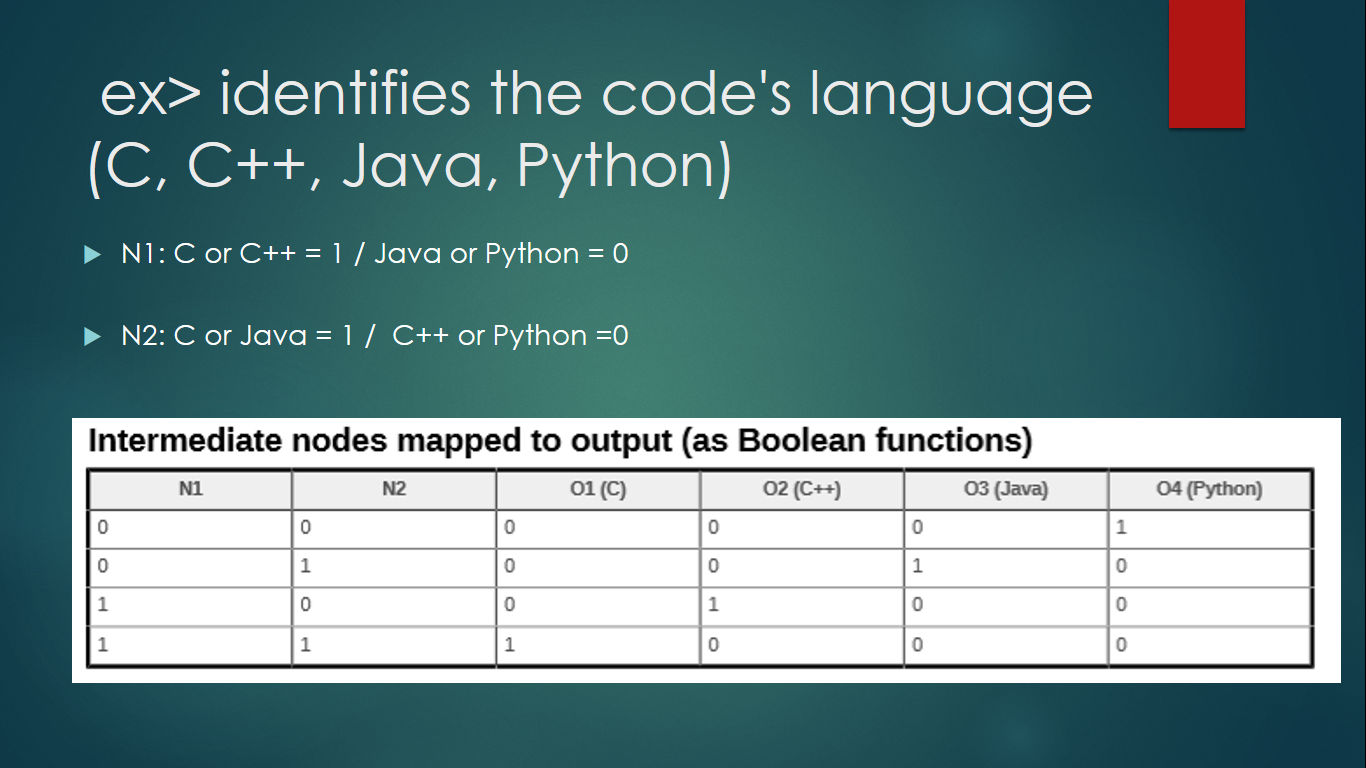 ex> identifies the code's language
(C, C++, Java, Python)
N1: C or C++ = 1 / Java or Python = 0
N2: C or Java = 1 /  C++ or Python =0
Intermediate nodes mapped to output (as Boolean functions)
N1 N2 O1 (C) O2 (C++) O3 (Java) O4 (Python)
0 0 0 0 0 1
0 1 0 0 1 0
1 0 0 1 0 0
1 1 1 0 0 0